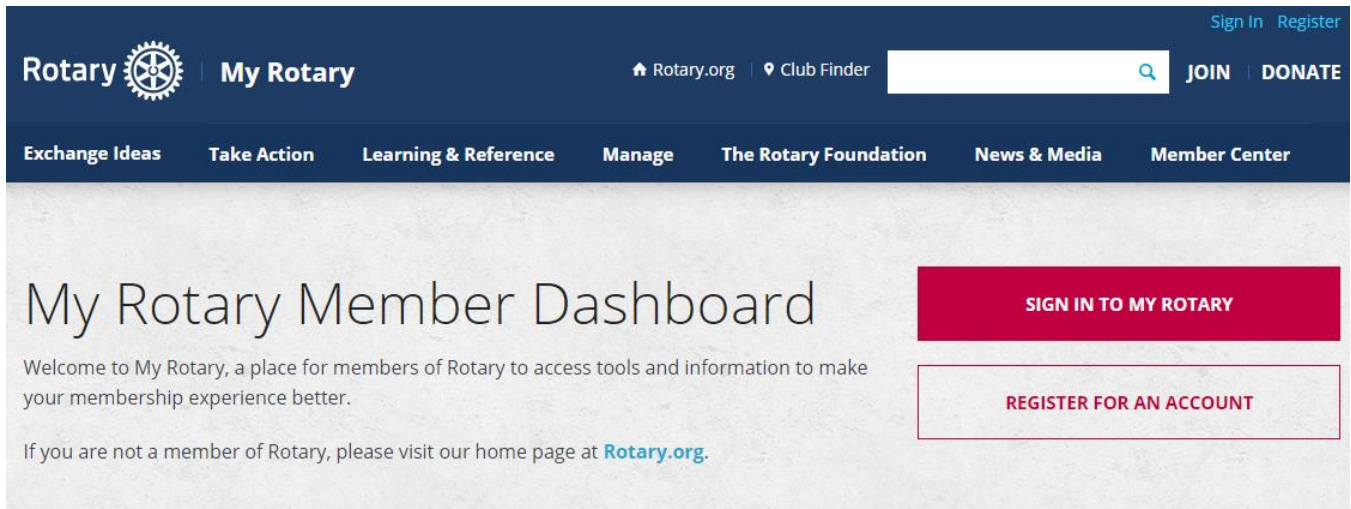 Sign In Register
Rotary My Rotary Rotary.org Club Finder JOIN DONATE
Exchange Ideas Take Action Learning & Reference Manage The Rotary Foundation News & Media Member Center
My Rotary Member Dashboard
Welcome to My Rotary, a place for members of Rotary to access tools and information to make
your membership experience better.
If you are not a member of Rotary, please visit our home page at Rotary.org.
SIGN IN TO MY ROTARY
REGISTER FOR AN ACCOUNT